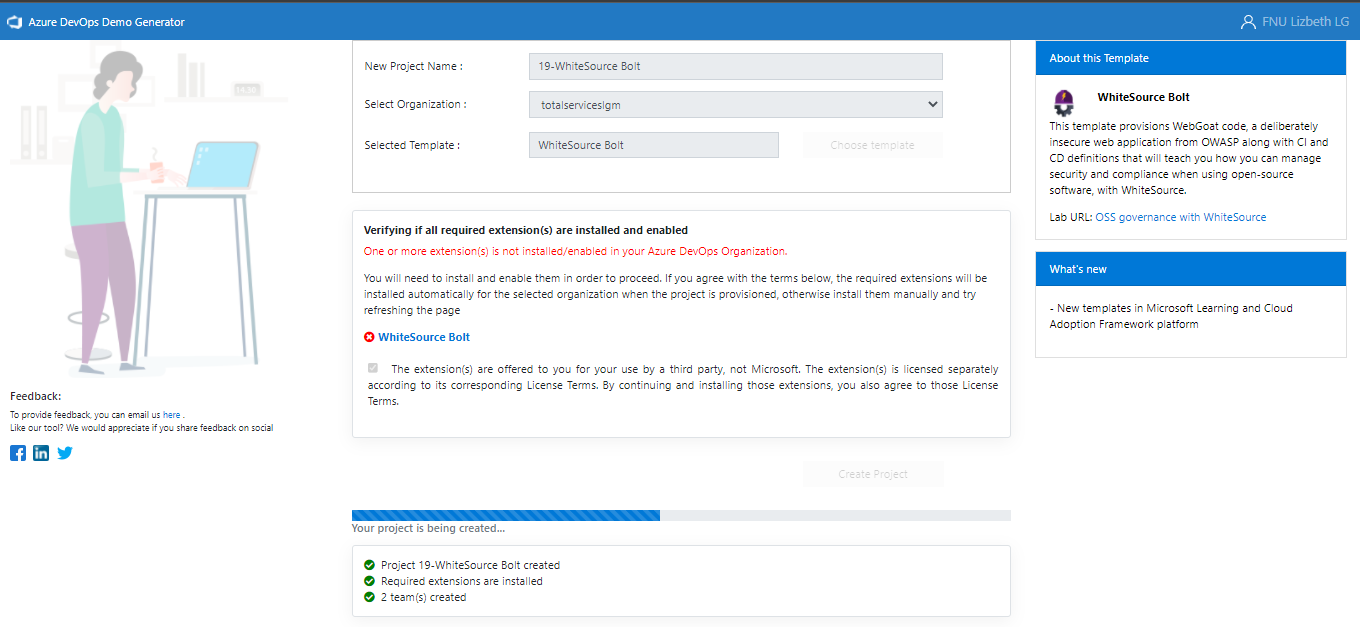 Azure DevOps Demo Generator
FNU Lizbeth LG
New Project Name :
19-WhiteSource Bolt
Select Organization :
totalserviceslgm
Selected Template :
WhiteSource Bolt
Choose template
Verifying if all required extension(s) are installed and enabled
One or more extension(s) is not installed/enabled in your Azure DevOps Organization.
You will need to install and enable them in order to proceed. If you agree with the terms below, the required extensions will be
installed automatically for the selected organization when the project is provisioned, otherwise install them manually and try
refreshing the page
WhiteSource Bolt
The extension(s) are offered to you for your use by a third party, not Microsoft. The extension(s) is licensed separately
according to its corresponding License Terms. By continuing and installing those extensions, you also agree to those License
Terms.
Create Project
Your project is being created...
Project 19-WhiteSource Bolt created
Required extensions are installed
2 team(s) created
Feedback:
To provide feedback, you can email us here .
Like our tool? We would appreciate if you share feedback on social
About this Template
WhiteSource Bolt
This template provisions WebGoat code, a deliberately
insecure web application from OWASP along with CI and
CD definitions that will teach you how you can manage
security and compliance when using open-source
software, with WhiteSource.
Lab URL: OSS governance with WhiteSource
What's new
- New templates in Microsoft Learning and Cloud
Adoption Framework platform